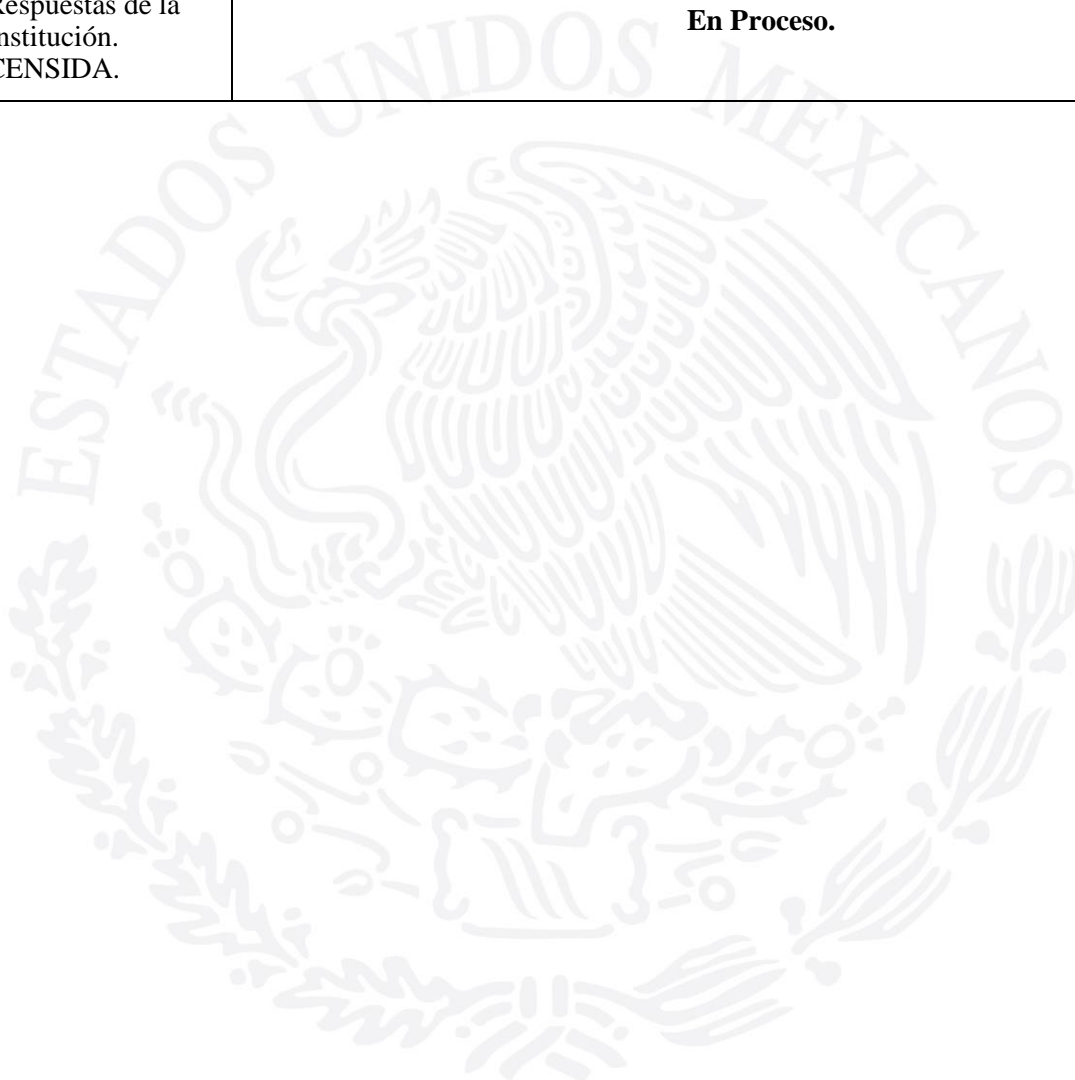 Respuestas de la
nstitución.
CENSIDA.
En Proceso.
ESTADOS UNIDOS MEXICANOS